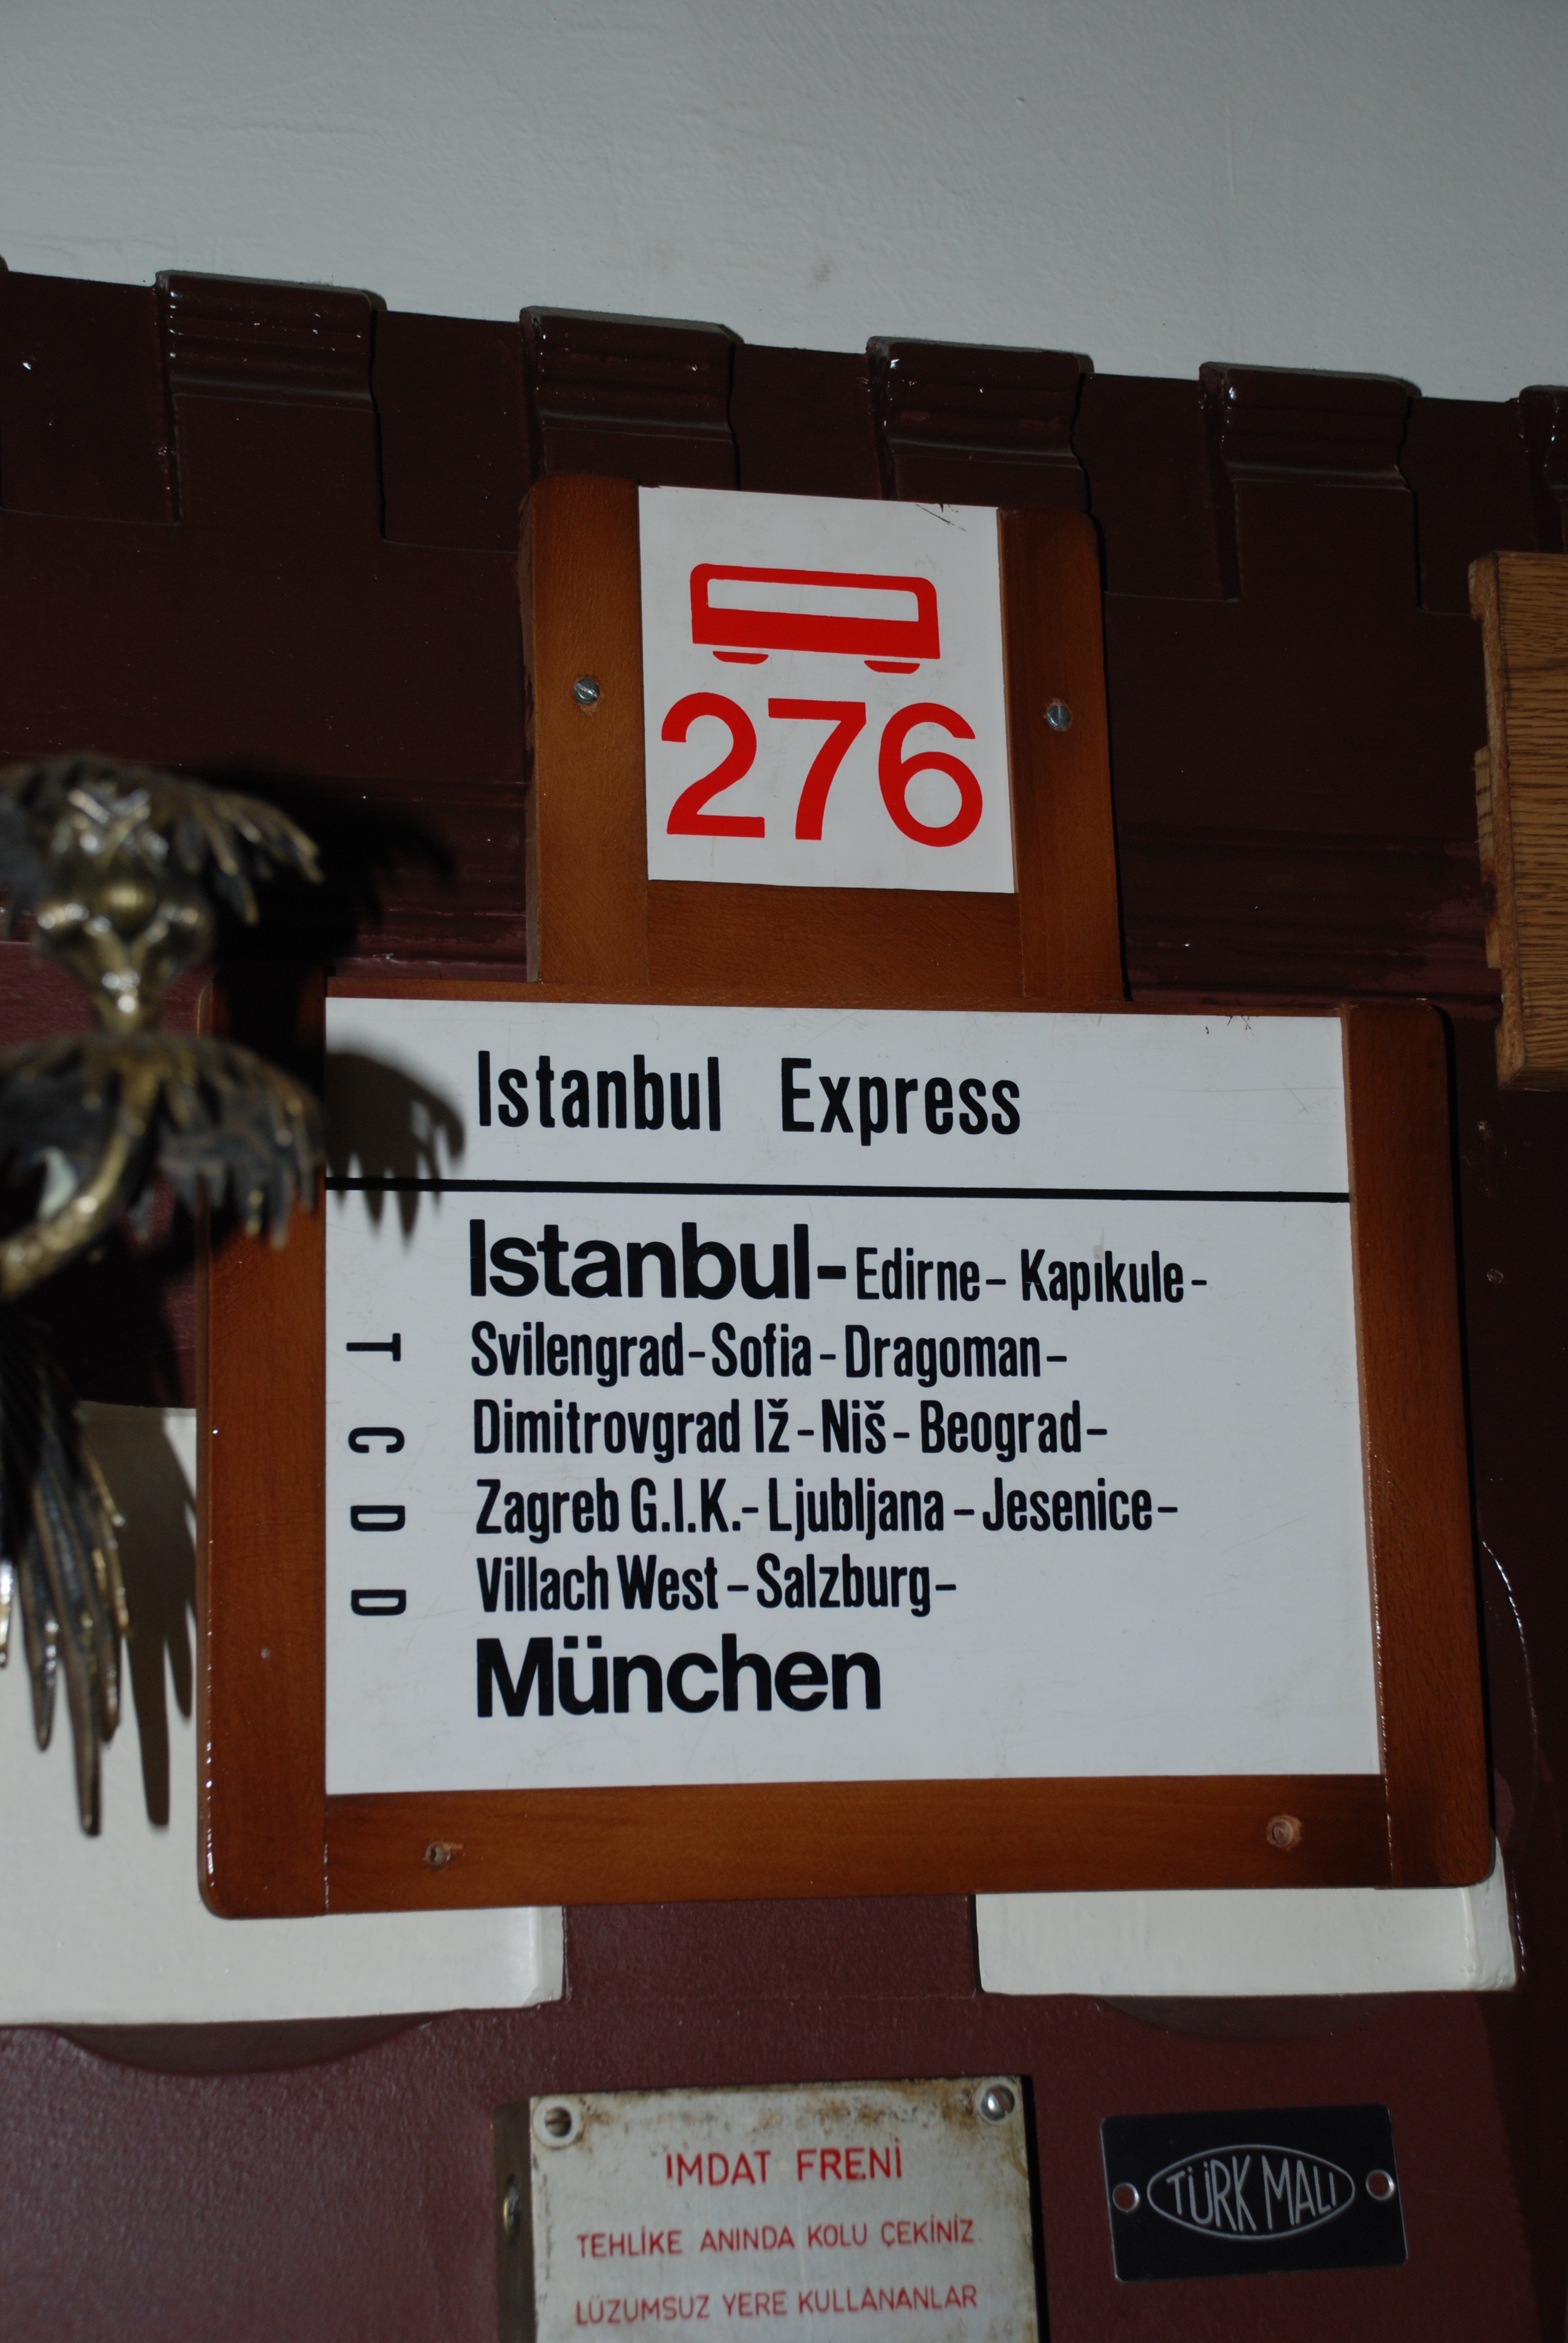 276
Istanbul Express
Istanbul-Edirne-Kapikule-
Svilengrad-Sofia-Dragoman-
Dimitrovgrad Iž-Niš-Beograd-
Zagreb G.I.K.-Ljubljana-Jesenice-
Villach West-Salzburg-
München
TCDD
IMDAT FRENİ
TEHLİKE ANINDA KOLU ÇEKİNİZ
LÜZUMSUZ YERE KULLANANLAR
TÜRK MALI